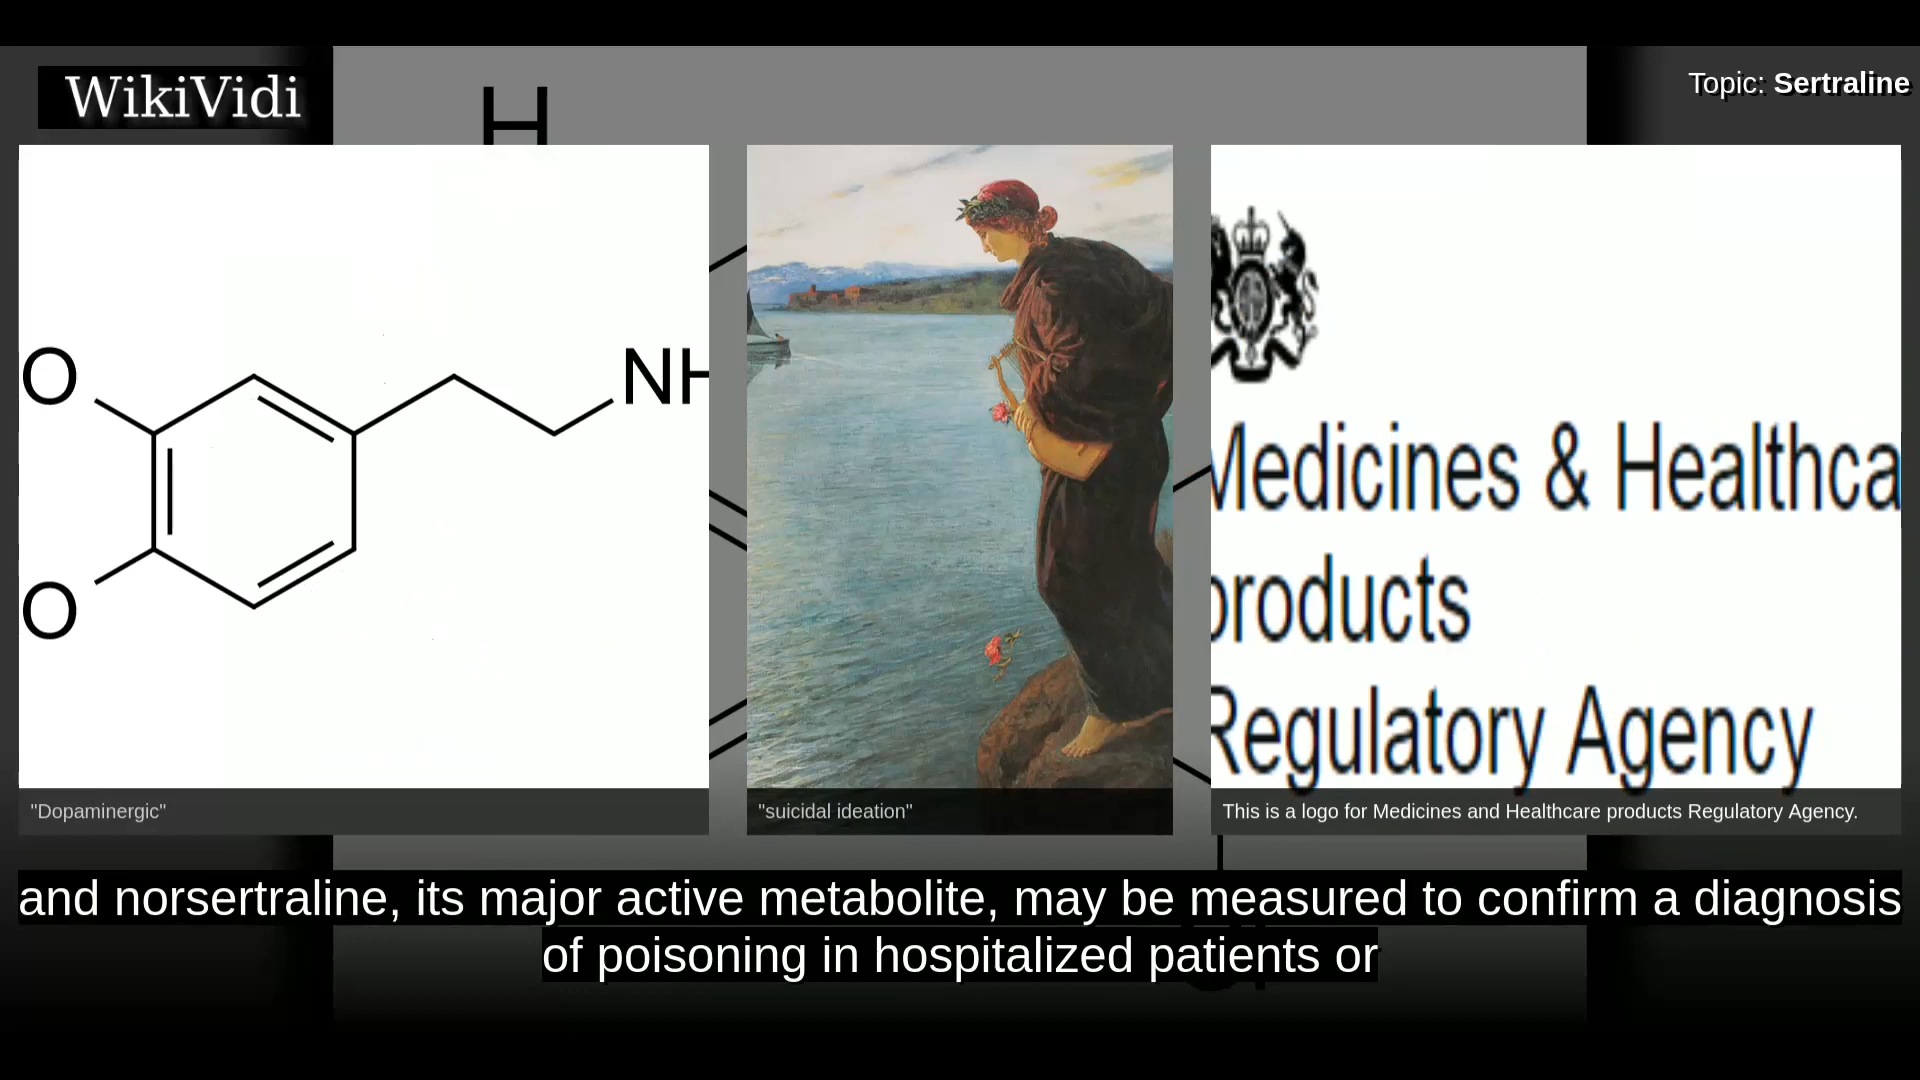 WikiVidi
Topic: Sertraline
H
O
NH
O
Medicines & Healthca
products
Regulatory Agency
"Dopaminergic"
"suicidal ideation"
This is a logo for Medicines and Healthcare products Regulatory Agency.
and norsertraline, its major active metabolite, may be measured to confirm a diagnosis
of poisoning in hospitalized patients or